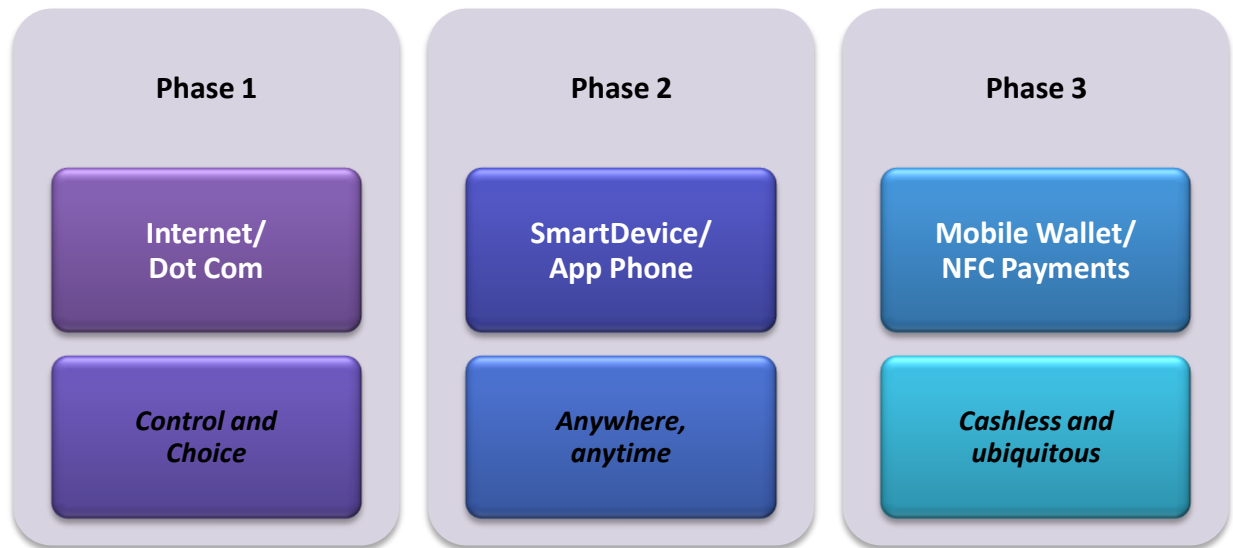 Phase 1
Internet/
Dot Com
Control and
Choice
Phase 2
SmartDevice/
App Phone
Anywhere,
anytime
Phase 3
Mobile Wallet/
NFC Payments
Cashless and
ubiquitous